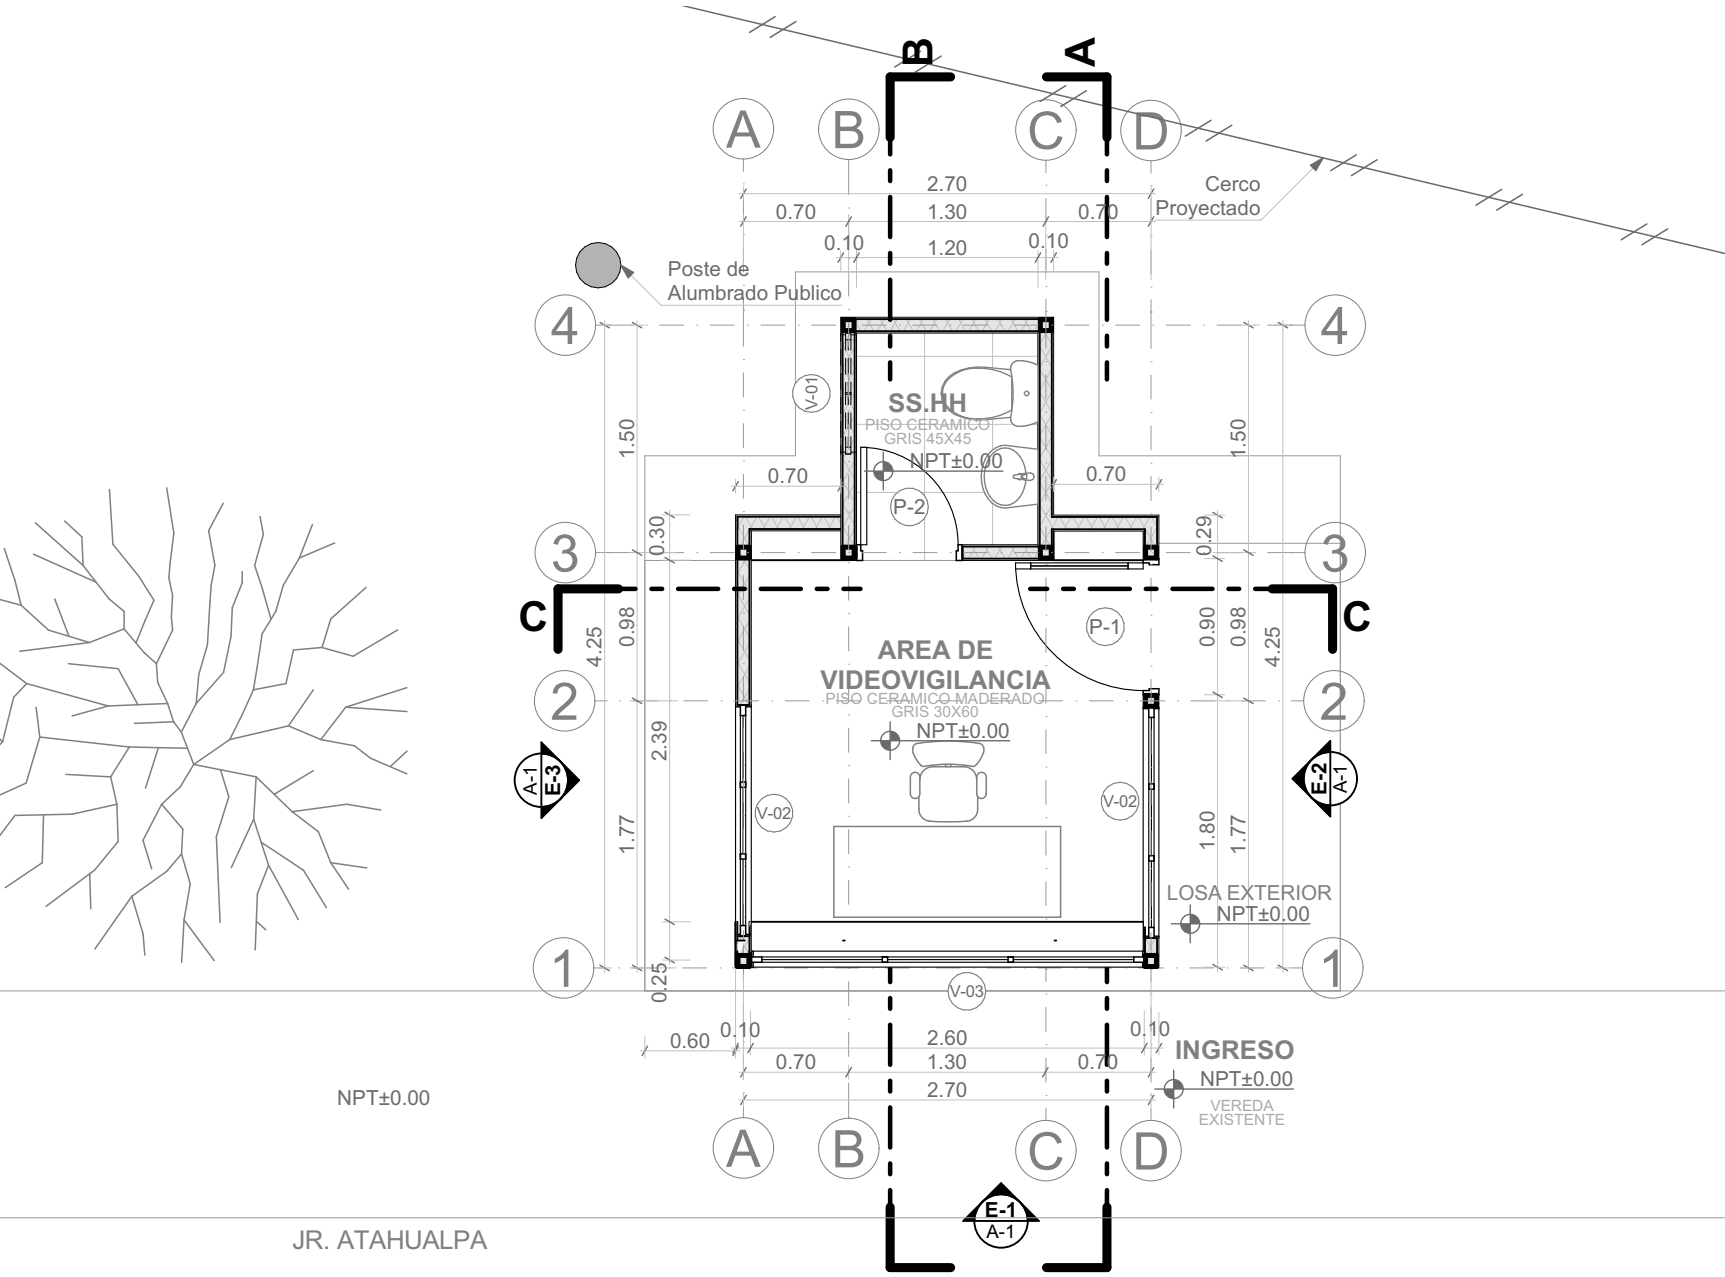 B
A
A
B
C
D
2.70
0.70
1.30
0.70
0.10
1.20
0.10
Cerco
Proyectado
Poste de
Alumbrado Publico
4
4
V-01
SS.HH
PISO CERAMICO
GRIS 45X45
NPT±0.00
P-2
1.50
1.50
0.70
0.70
0.30
0.29
3
3
C
C
0.98
4.25
0.90
0.98
4.25
P-1
AREA DE
VIDEOVIGILANCIA
PISO CERAMICO MADERADO
GRIS 30X60
NPT±0.00
2
2
2.39
A-1
E-3
E-2
A-1
V-02
V-02
1.77
1.80
1.77
LOSA EXTERIOR
NPT±0.00
1
1
0.25
V-03
0.60
0.10
2.60
0.10
0.70
1.30
0.70
2.70
INGRESO
NPT±0.00
VEREDA
EXISTENTE
NPT±0.00
A
B
C
D
E-1
A-1
JR. ATAHUALPA